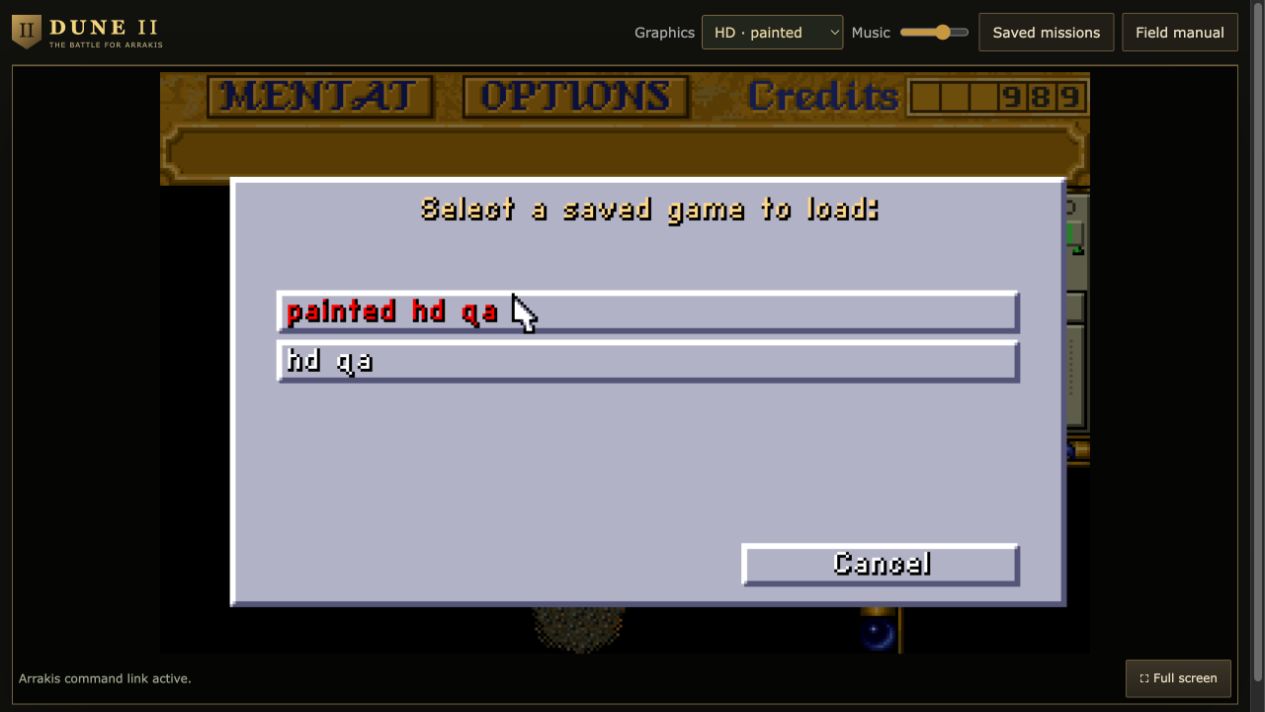 II DUNE II
THE BATTLE FOR ARRAKIS
Graphics HD · painted Music Saved missions Field manual
MENTAT OPTIONS Credits 989
Select a saved game to load:
painted hd qa
hd qa
Cancel
Arrakis command link active.
Full screen